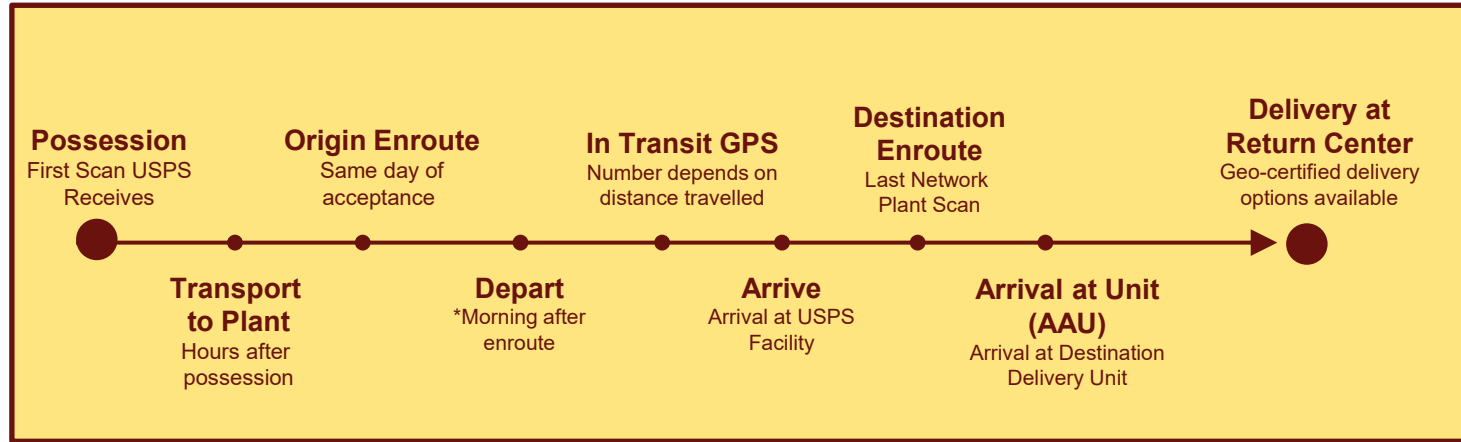 Possession
First Scan USPS
Receives
Transport
to Plant
Hours after
possession
Origin Enroute
Same day of
acceptance
Depart
*Morning after
enroute
In Transit GPS
Number depends on
distance travelled
Arrive
Arrival at USPS
Facility
Destination
Enroute
Last Network
Plant Scan
Arrival at Unit
(AAU)
Arrival at Destination
Delivery Unit
Delivery at
Return Center
Geo-certified delivery
options available